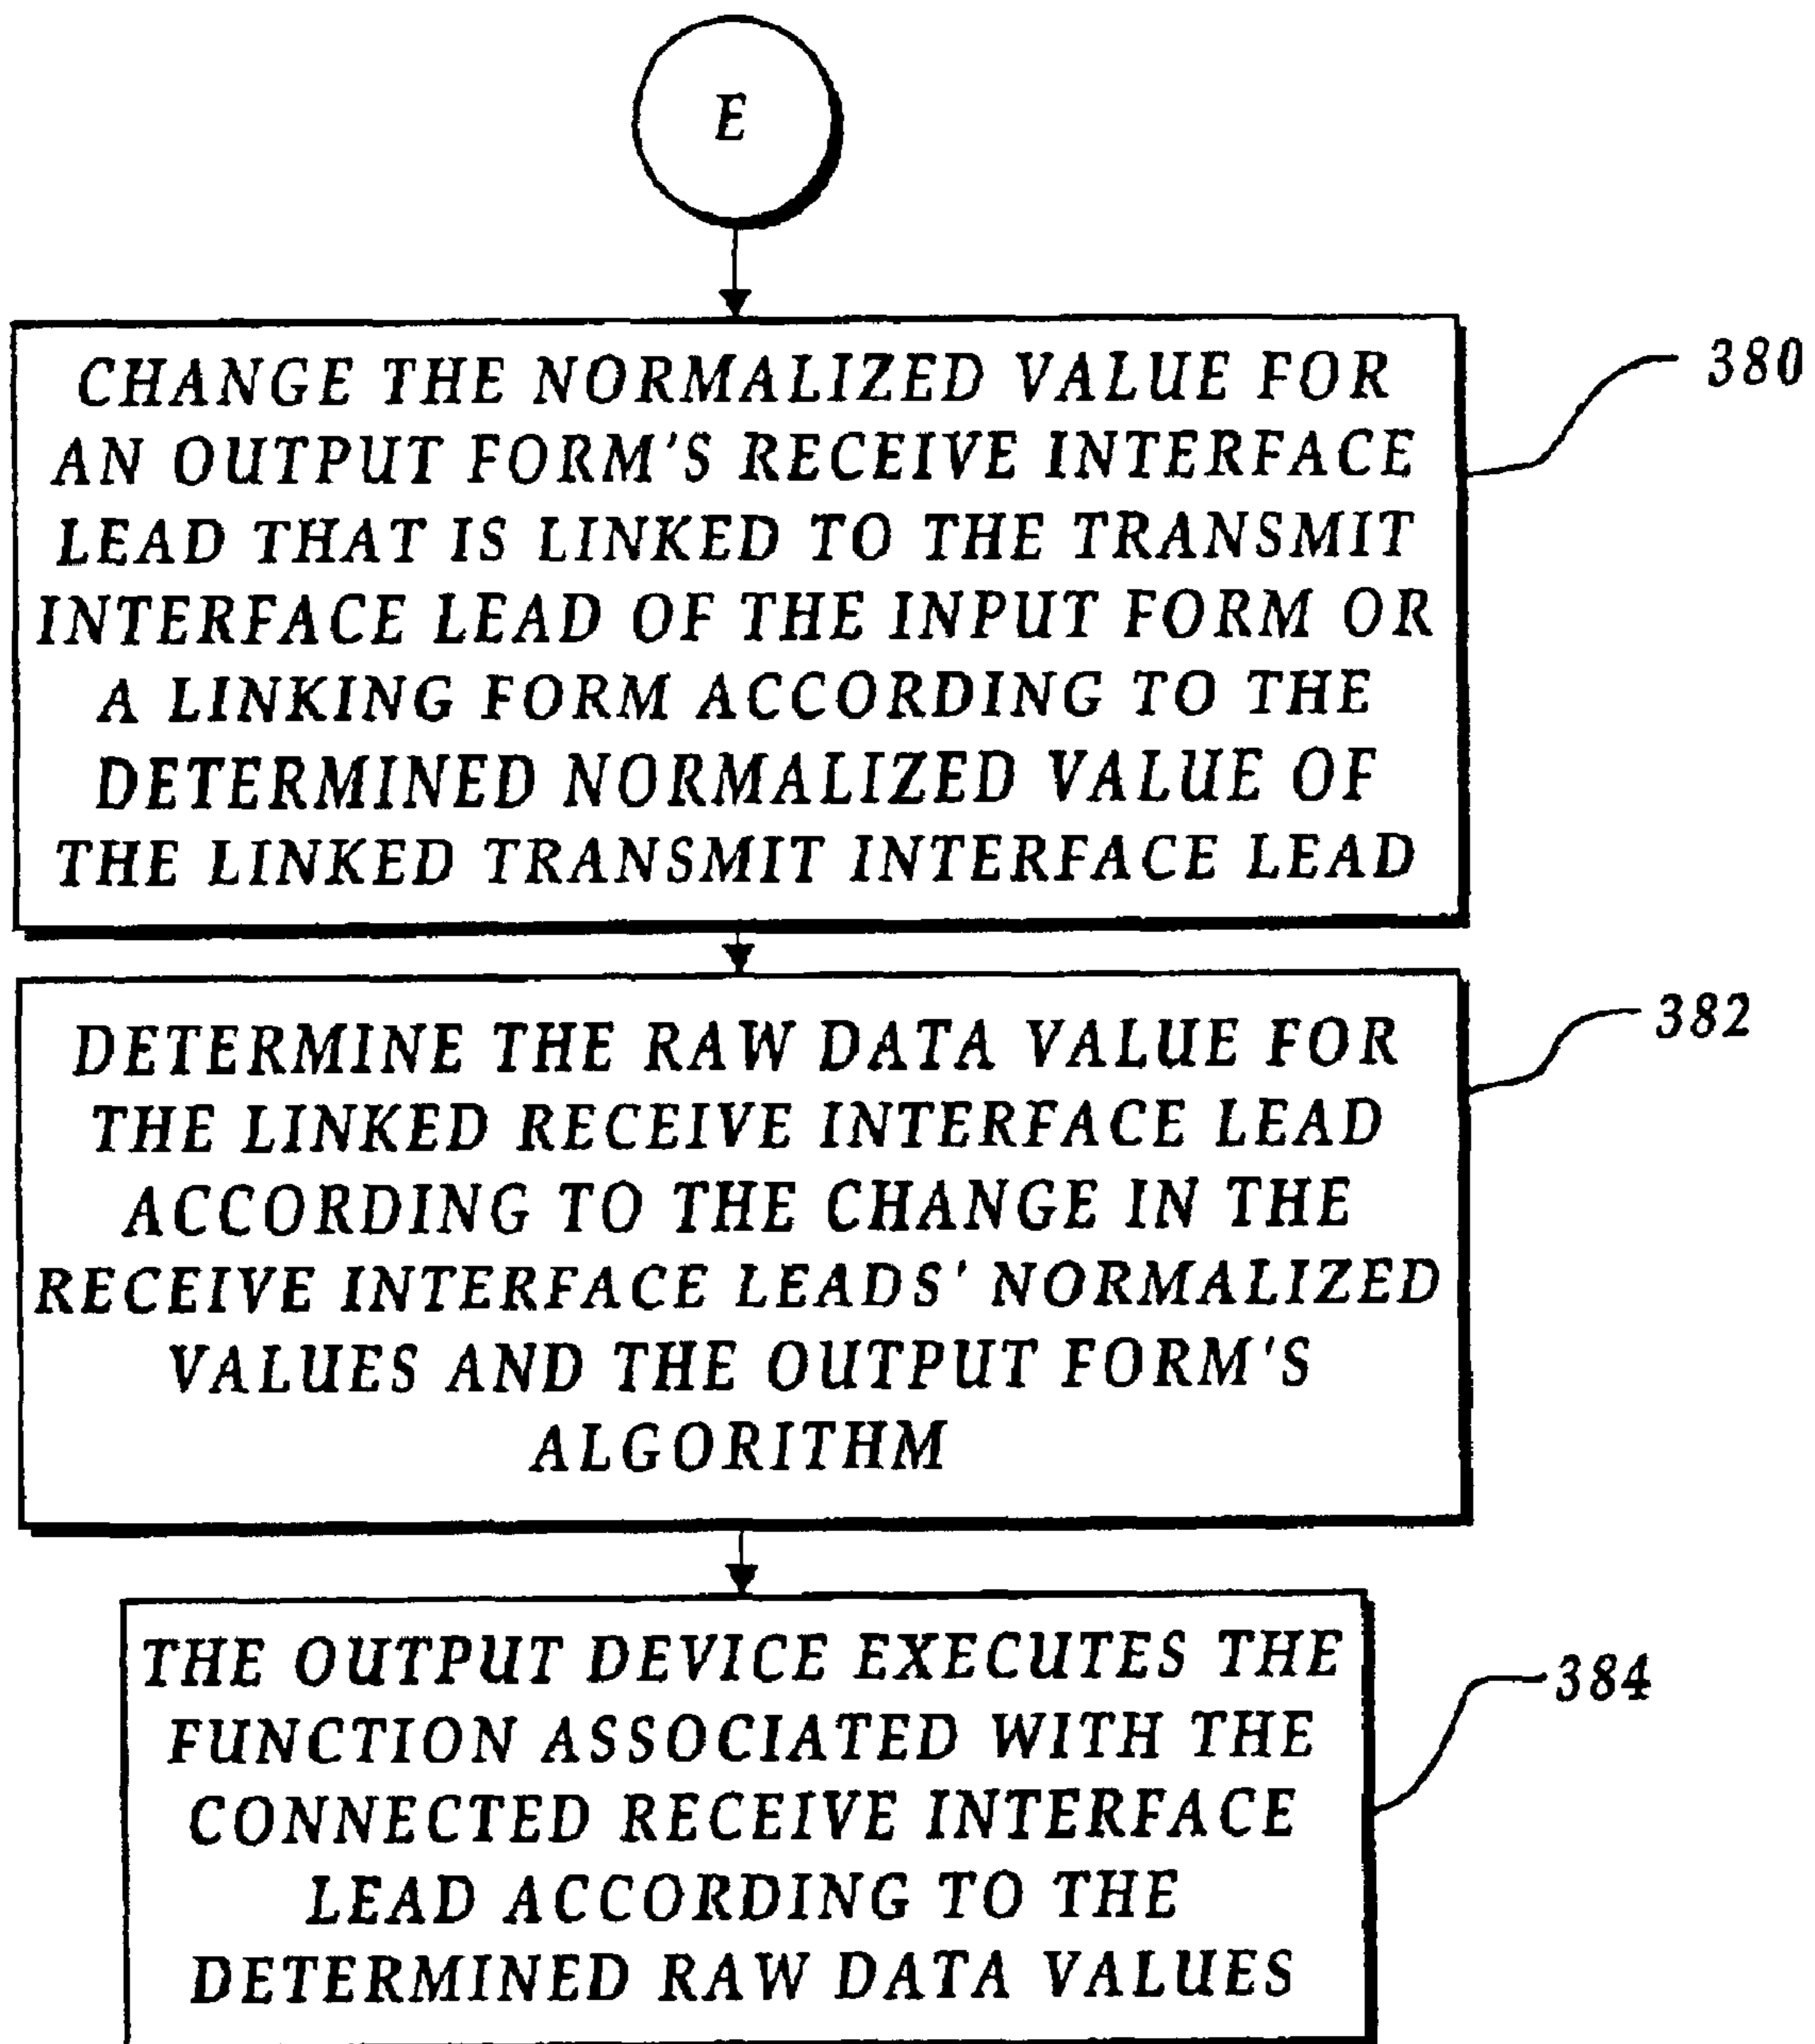 E
CHANGE THE NORMALIZED VALUE FOR
AN OUTPUT FORM'S RECEIVE INTERFACE
LEAD THAT IS LINKED TO THE TRANSMIT
INTERFACE LEAD OF THE INPUT FORM OR
A LINKING FORM ACCORDING TO THE
DETERMINED NORMALIZED VALUE OF
THE LINKED TRANSMIT INTERFACE LEAD
380
DETERMINE THE RAW DATA VALUE FOR
THE LINKED RECEIVE INTERFACE LEAD
ACCORDING TO THE CHANGE IN THE
RECEIVE INTERFACE LEADS' NORMALIZED
VALUES AND THE OUTPUT FORM'S
ALGORITHM
382
THE OUTPUT DEVICE EXECUTES THE
FUNCTION ASSOCIATED WITH THE
CONNECTED RECEIVE INTERFACE
LEAD ACCORDING TO THE
DETERMINED RAW DATA VALUES
384